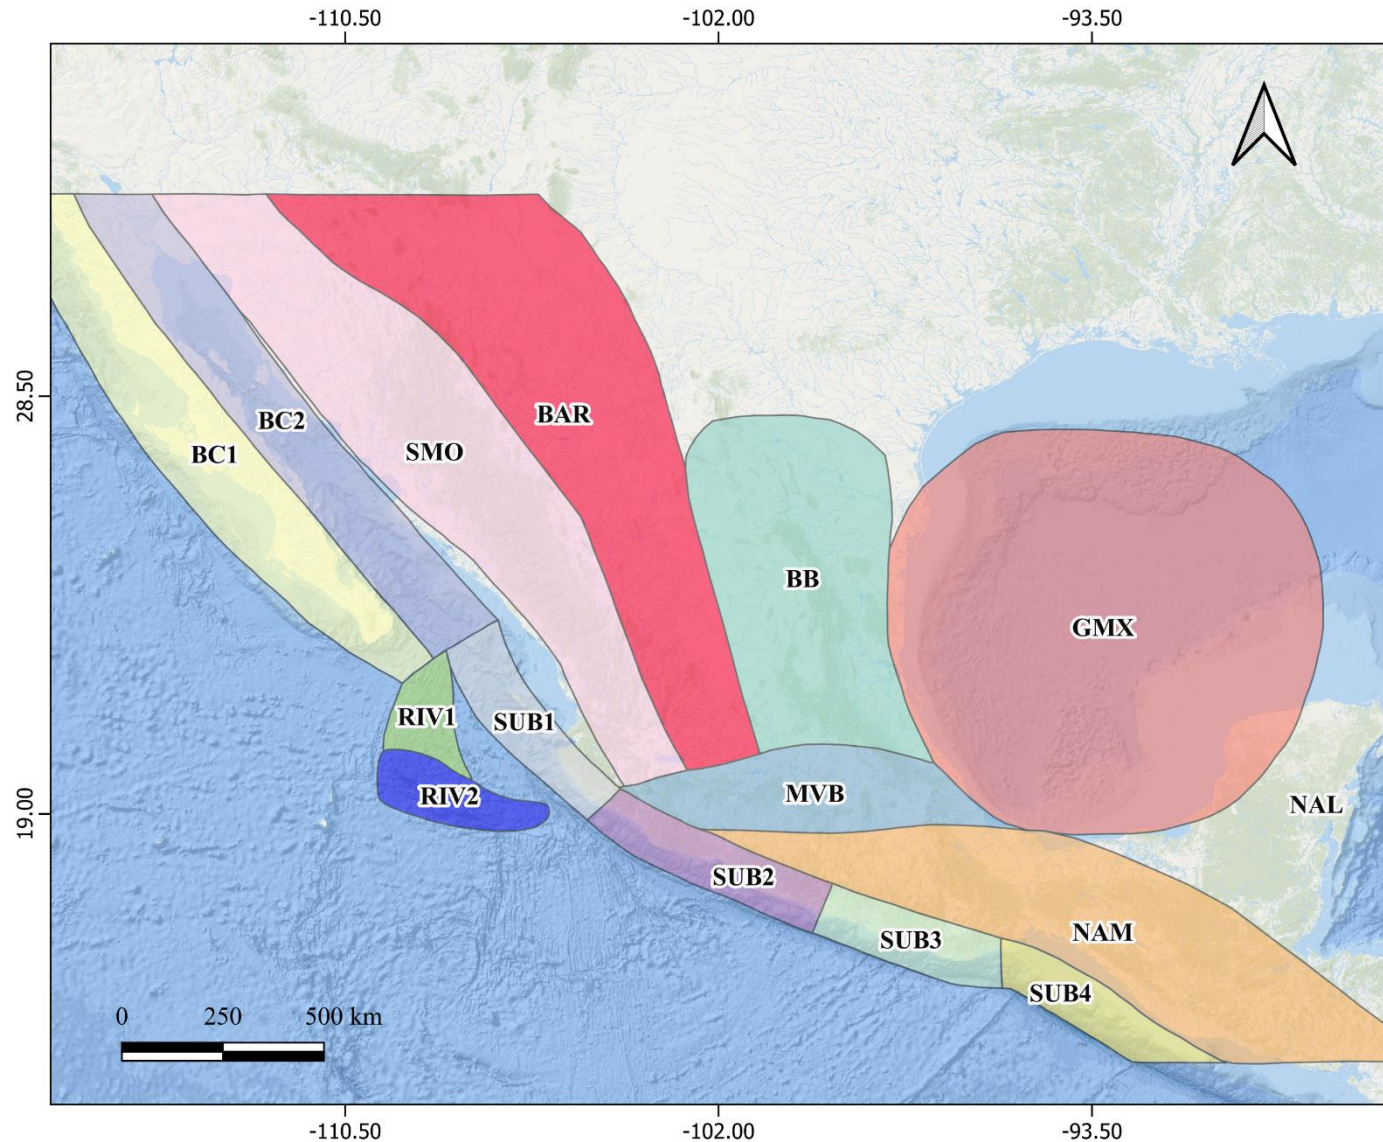 -110.50 -102.00 -93.50
28.50
19.00
BC1
BC2
SMO
BAR
BB
GMX
RIV1
RIV2
SUB1
MVB
NAL
SUB2
SUB3
NAM
SUB4
0 250 500 km
-110.50 -102.00 -93.50